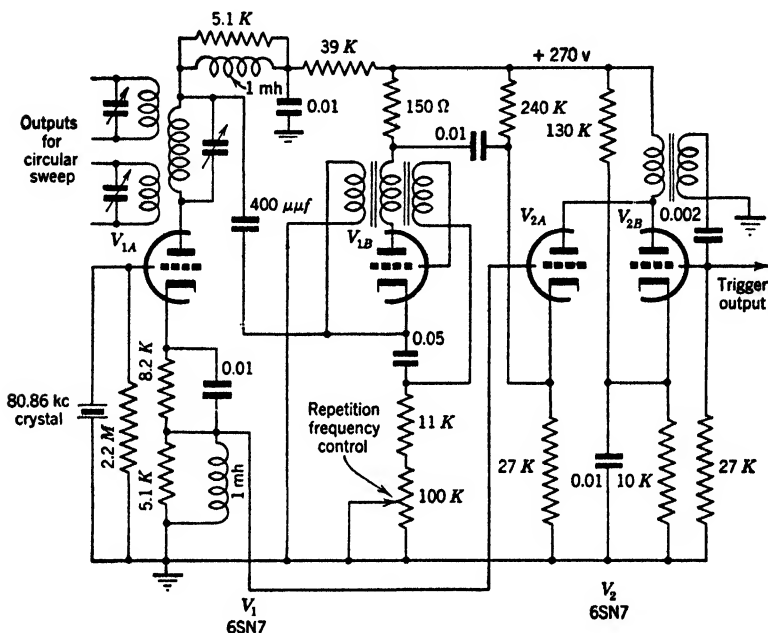 5.1 K
39 K
+ 270 v
1 mh
0.01
150 Ω
240 K
130 K
0.01
Outputs
for
circular
sweep
400 μμf
V1A
V1B
V2A
V2B
0.002
Trigger
output
0.05
8.2 K
0.01
80.86 kc
crystal
2.2 M
5.1 K
1 mh
Repetition
frequency
control
11 K
100 K
27 K
0.01
10 K
27 K
V1
6SN7
V2
6SN7